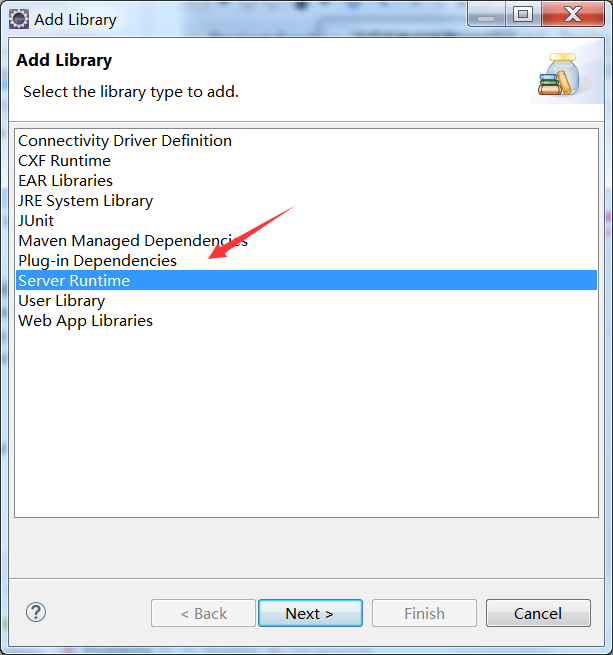 Add Library
Add Library
Select the library type to add.
Connectivity Driver Definition
CXF Runtime
EAR Libraries
JRE System Library
JUnit
Maven Managed Dependencies
Plug-in Dependencies
Server Runtime
User Library
Web App Libraries
?
< Back
Next >
Finish
Cancel